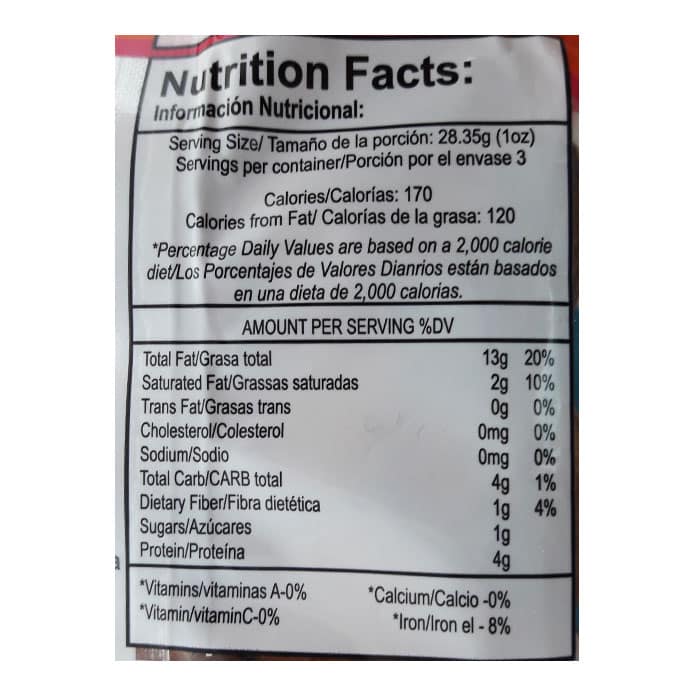 Nutrition Facts:
Información Nutricional:
Serving Size/ Tamaño de la porción: 28.35g (1oz)
Servings per container/Porción por el envase 3
Calories/Calorías: 170
Calories from Fat/ Calorías de la grasa: 120
*Percentage Daily Values are based on a 2,000 calorie
diet/Los Porcentajes de Valores Dianrios están basados
en una dieta de 2,000 calorias.
AMOUNT PER SERVING %DV
Total Fat/Grasa total 13g 20%
Saturated Fat/Grassas saturadas 2g 10%
Trans Fat/Grasas trans 0g 0%
Cholesterol/Colesterol 0mg 0%
Sodium/Sodio 0mg 0%
Total Carb/CARB total 4g 1%
Dietary Fiber/Fibra dietética 1g 4%
Sugars/Azúcares 1g
Protein/Proteína 4g
*Vitamins/vitaminas A-0% *Calcium/Calcio -0%
*Vitamin/vitaminC-0% *Iron/Iron el - 8%